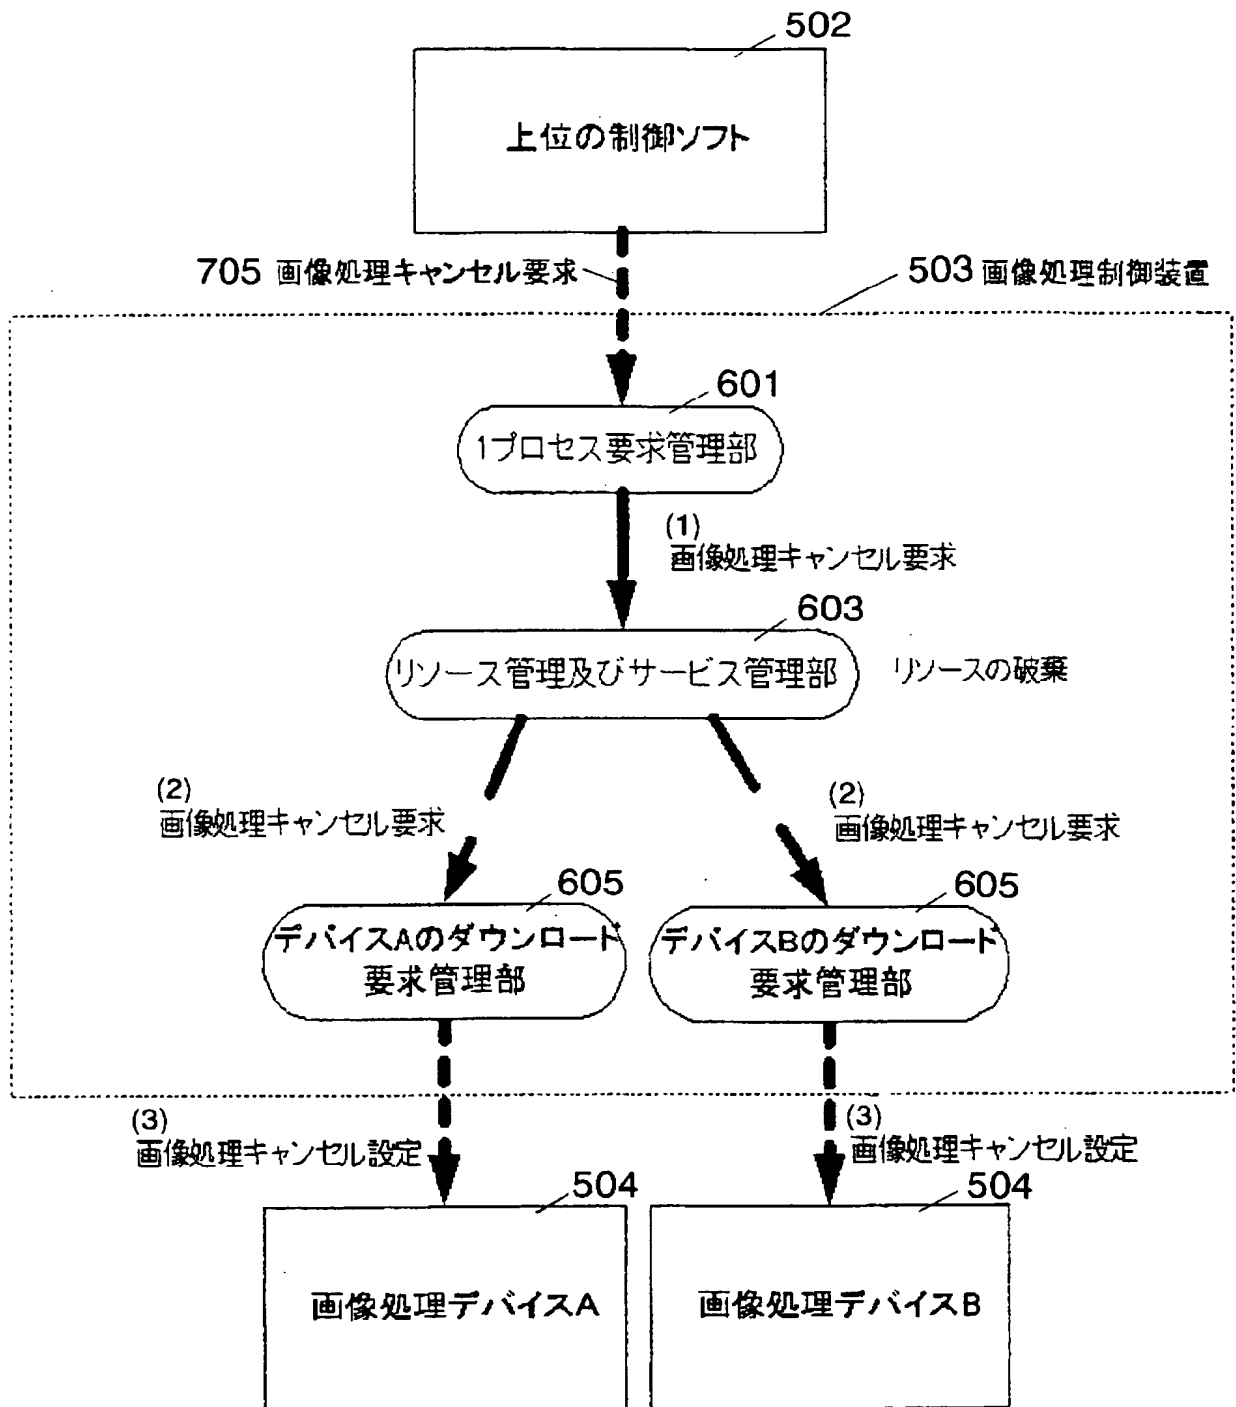 502
上位の制御ソフト
705 画像処理キャンセル要求
503 画像処理制御装置
601
1プロセス要求管理部
(1)
画像処理キャンセル要求
603
リソース管理及びサービス管理部
リソースの破棄
(2)
画像処理キャンセル要求
(2)
画像処理キャンセル要求
605
デバイスAのダウンロード
要求管理部
605
デバイスBのダウンロード
要求管理部
(3)
画像処理キャンセル設定
(3)
画像処理キャンセル設定
504
画像処理デバイスA
504
画像処理デバイスB